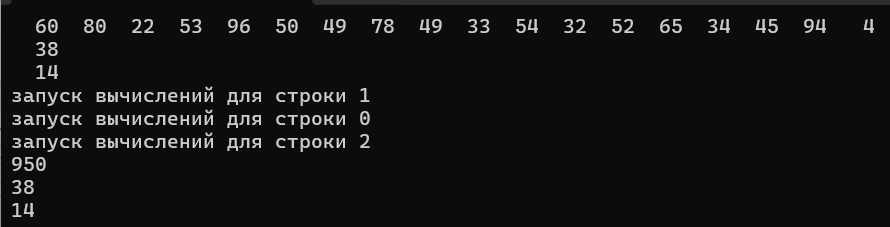 60 80 22 53 96 50 49 78 49 33 54 32 52 65 34 45 94 4
38
14
запуск вычислений для строки 1
запуск вычислений для строки 0
запуск вычислений для строки 2
950
38
14